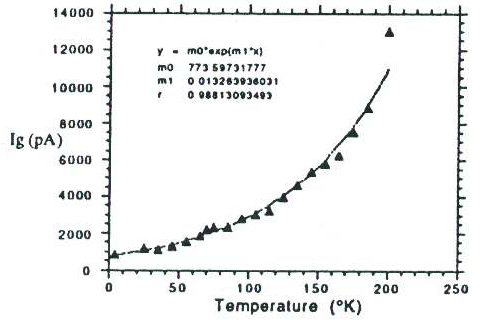 14000
12000
10000
8000
6000
4000
2000
0
Ig (pA)
y = m0*exp(m1*x)
m0 773 59731777
m1 0 013263936031
r 0 98813093493
0 50 100 150 200 250
Temperature (°K)